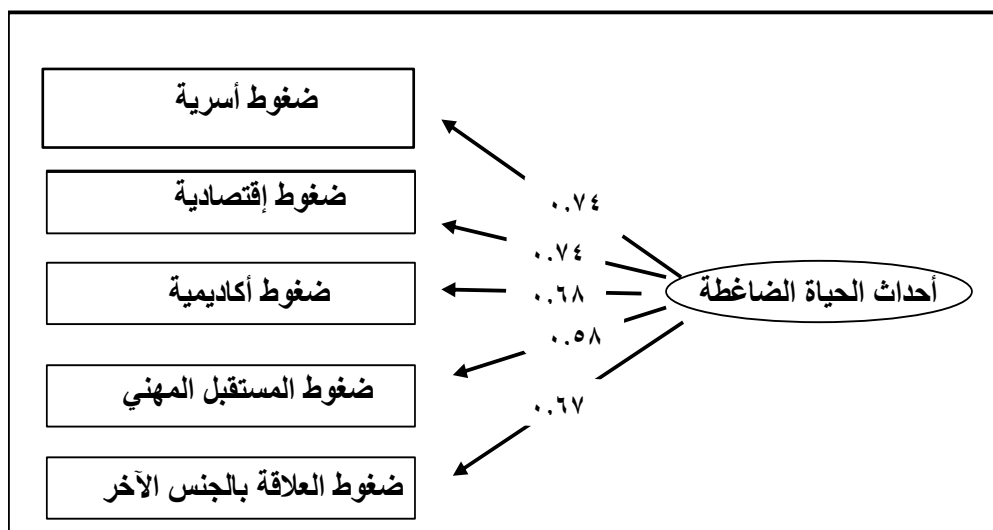 ضغوط أسرية
٠.٧٤
ضغوط إقتصادية
٠.٧٤
أحداث الحياة الضاغطة
ضغوط أكاديمية
٠.٦٨
٠.٥٨
ضغوط المستقبل المهني
٠.٦٧
ضغوط العلاقة بالجنس الآخر